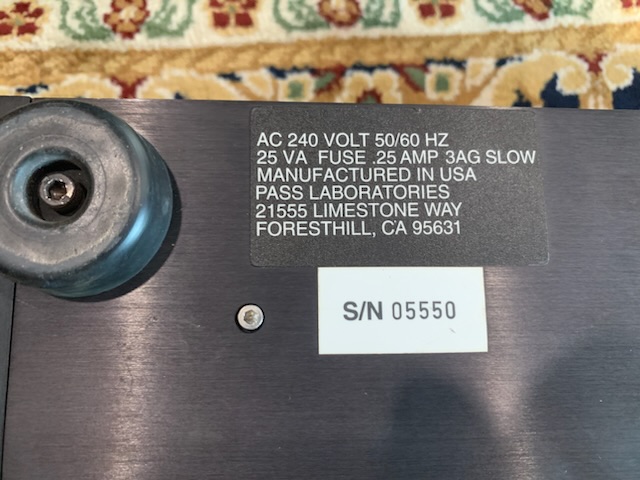 AC 240 VOLT 50/60 HZ
25 VA FUSE .25 AMP 3AG SLOW
MANUFACTURED IN USA
PASS LABORATORIES
21555 LIMESTONE WAY
FORESTHILL, CA 95631
S/N 05550